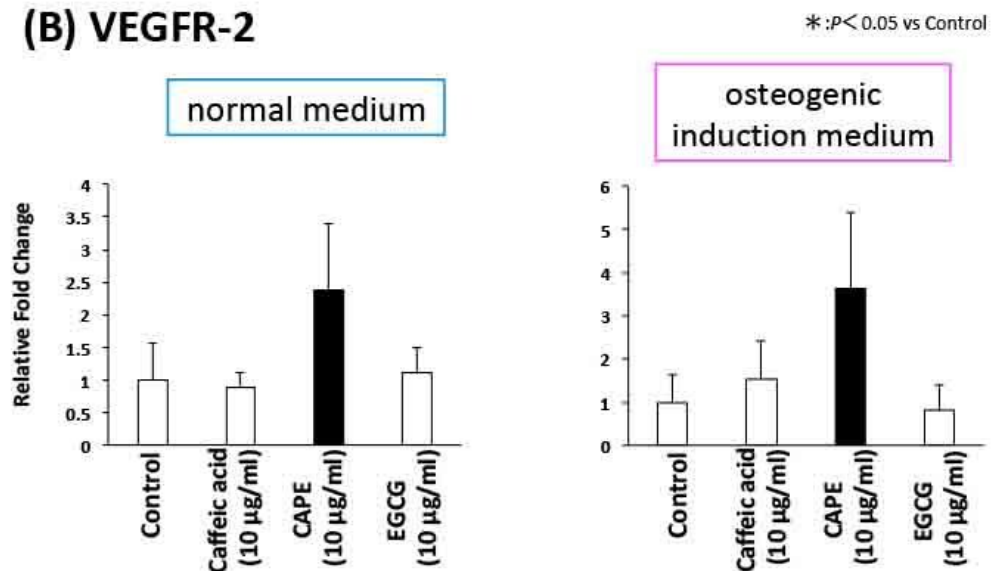 (B) VEGFR-2
*:P< 0.05 vs Control
normal medium
Relative Fold Change
4
3.5
3
2.5
2
1.5
1
0.5
0
Control
Caffeic acid
(10 µg/ml)
CAPE
(10 µg/ml)
EGCG
(10 µg/ml)
osteogenic
induction medium
6
5
4
3
2
1
0
Control
Caffeic acid
(10 µg/ml)
CAPE
(10 µg/ml)
EGCG
(10 µg/ml)